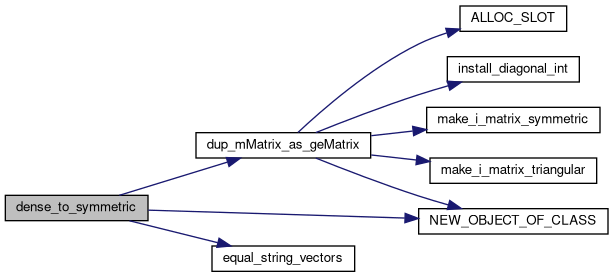 ALLOC_SLOT
install_diagonal_int
make_i_matrix_symmetric
dup_mMatrix_as_geMatrix
make_i_matrix_triangular
dense_to_symmetric
NEW_OBJECT_OF_CLASS
equal_string_vectors